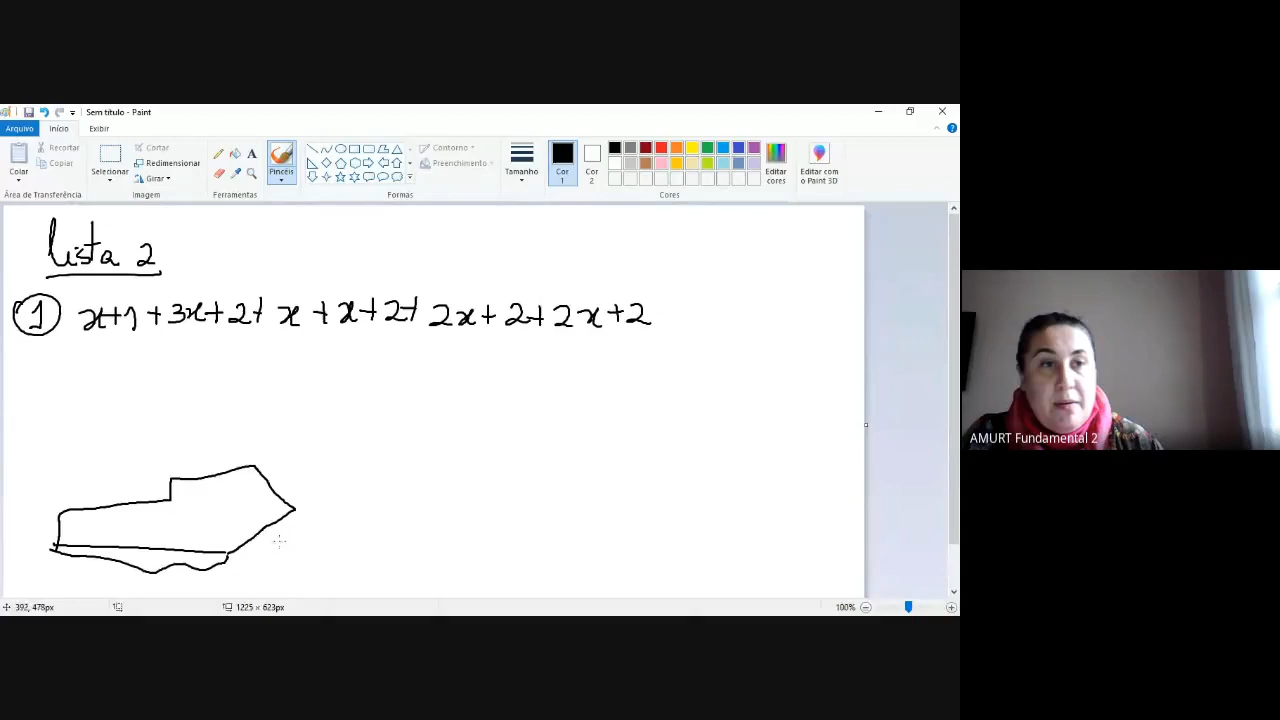 Sem título - Paint
Arquivo Início Exibir
Colar
Recortar
Copiar
Selecionar
Cortar
Redimensionar
Girar
Pincéis
Contorno
Preenchimento
Tamanho
Cor 1
Cor 2
Editar cores
Editar com o Paint 3D
Área de Transferência Imagem Ferramentas Formas Cores
Lista 2
1 x+1+3x+2+x+x+2+2x+2+2x+2
AMURT Fundamental 2
392, 478px 1225 × 623px 100%